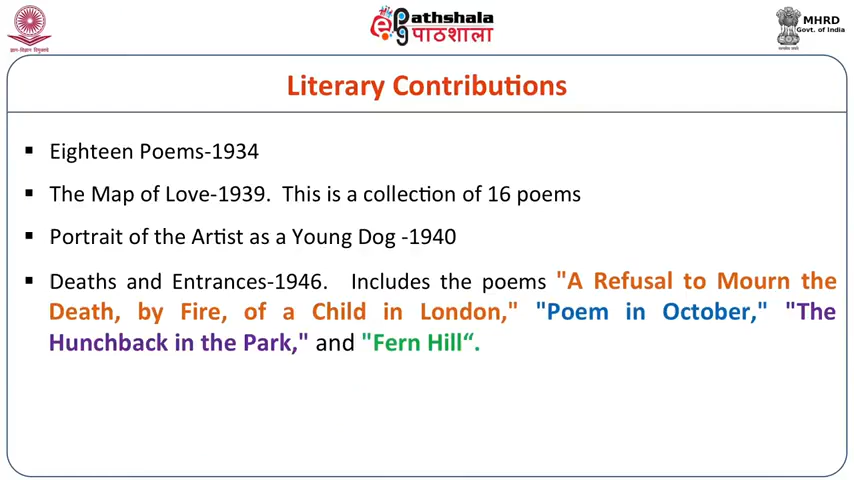 Pathshala
पाठशाला
MHRD
Govt. of India
Literary Contributions
▪ Eighteen Poems-1934
▪ The Map of Love-1939. This is a collection of 16 poems
▪ Portrait of the Artist as a Young Dog -1940
▪ Deaths and Entrances-1946. Includes the poems "A Refusal to Mourn the
Death, by Fire, of a Child in London," "Poem in October," "The
Hunchback in the Park," and "Fern Hill“.